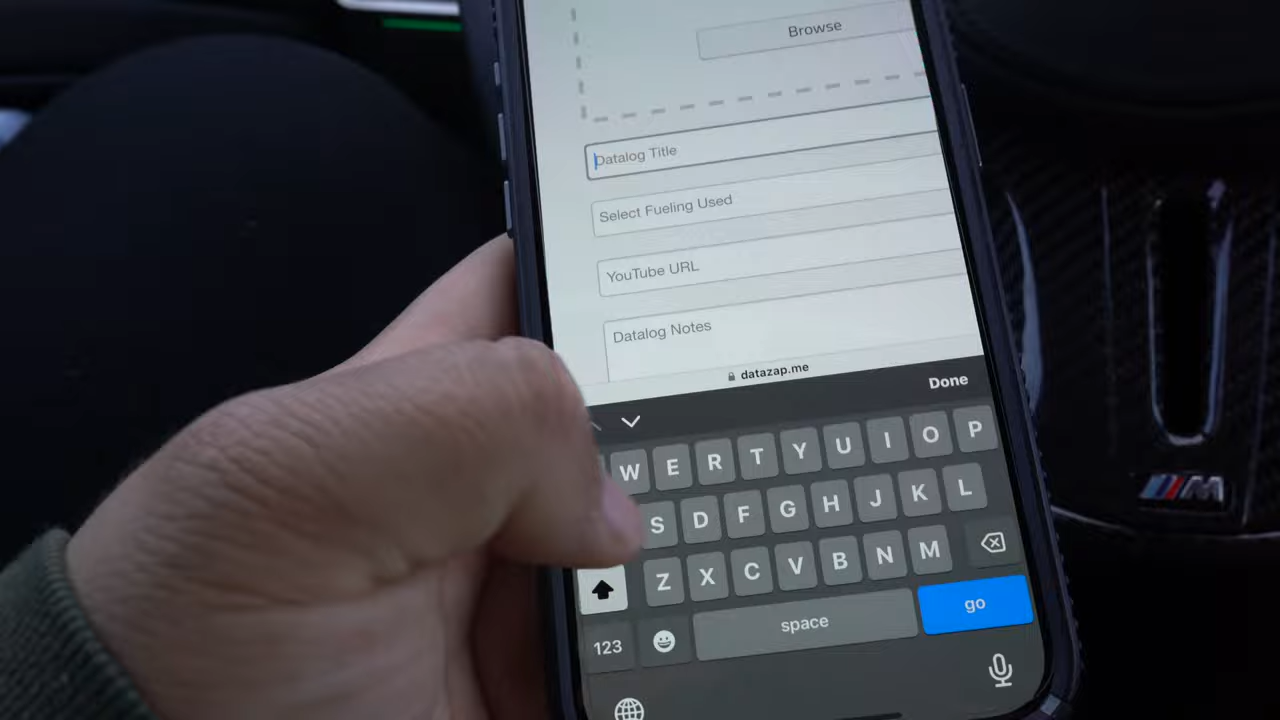 Browse
Datalog Title
Select Fueling Used
YouTube URL
Datalog Notes
datazap.me
Done
W E R T Y U I O P
S D F G H J K L
Z X C V B N M
123 space go
M